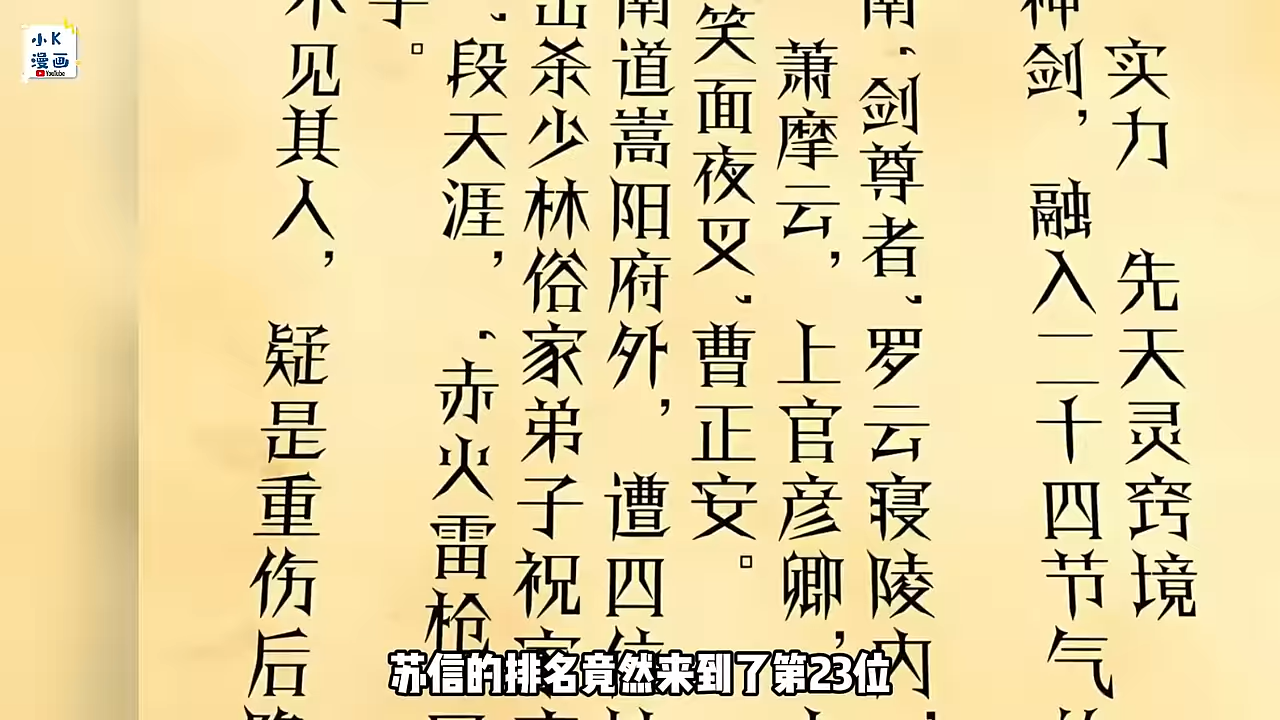 小K
漫画
YouTube
实力 先天灵窍境
神剑，融入二十四节气
南、剑尊者、罗云寝陵内，
萧摩云，上官彦卿，
笑面夜叉、曹正安。
南道嵩阳府外，遭四位
出杀少林俗家弟子祝家
、段天涯，、赤火雷枪
字。
不见其人，疑是重伤后
苏信的排名竟然来到了第23位